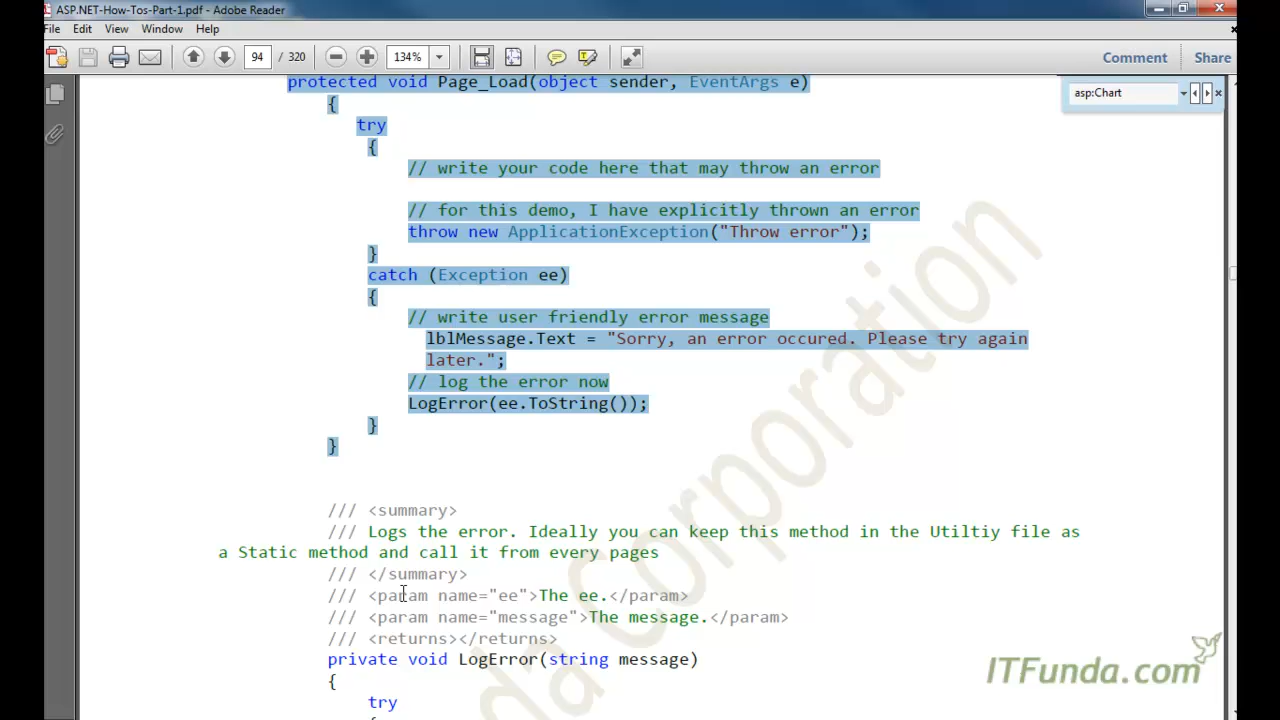 ASP.NET-How-Tos-Part-1.pdf - Adobe Reader
File Edit View Window Help
94 / 320 134% Comment Share
asp:Chart
protected void Page_Load(object sender, EventArgs e)
{
try
{
// write your code here that may throw an error
// for this demo, I have explicitly thrown an error
throw new ApplicationException("Throw error");
}
catch (Exception ee)
{
// write user friendly error message
lblMessage.Text = "Sorry, an error occured. Please try again
later.";
// log the error now
LogError(ee.ToString());
}
}
/// <summary>
/// Logs the error. Ideally you can keep this method in the Utiltiy file as
a Static method and call it from every pages
/// </summary>
/// <param name="ee">The ee.</param>
/// <param name="message">The message.</param>
/// <returns></returns>
private void LogError(string message)
{
try
{
da Corporation
ITFunda.com